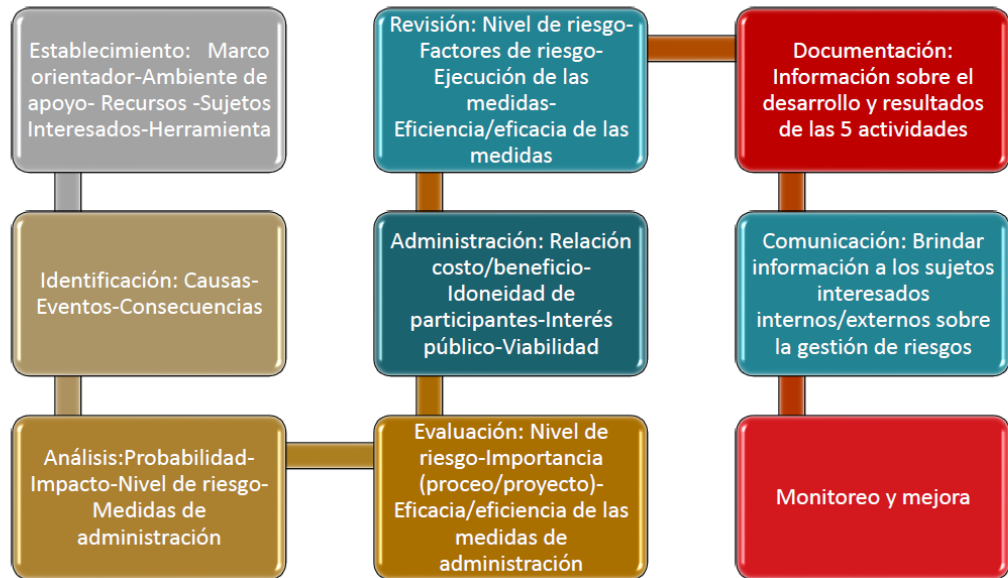 Establecimiento: Marco
orientador-Ambiente de
apoyo- Recursos -Sujetos
Interesados-Herramienta
Identificación: Causas-
Eventos-Consecuencias
Análisis:Probabilidad-
Impacto-Nivel de riesgo-
Medidas de
administración
Evaluación: Nivel de
riesgo-Importancia
(proceo/proyecto)-
Eficacia/eficiencia de las
medidas de
administración
Administración: Relación
costo/beneficio-
Idoneidad de
participantes-Interés
público-Viabilidad
Revisión: Nivel de riesgo-
Factores de riesgo-
Ejecución de las
medidas-
Eficiencia/eficacia de las
medidas
Documentación:
Información sobre el
desarrollo y resultados
de las 5 actividades
Comunicación: Brindar
información a los sujetos
interesados
internos/externos sobre
la gestión de riesgos
Monitoreo y mejora